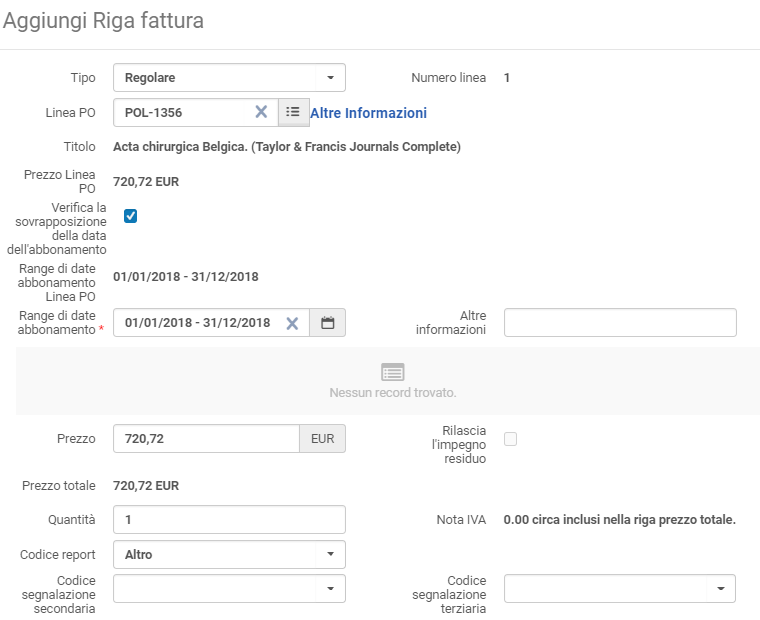 Aggiungi Riga fattura
Tipo Regolare Numero linea 1
Linea PO POL-1356 Altre Informazioni
Titolo Acta chirurgica Belgica. (Taylor & Francis Journals Complete)
Prezzo Linea
PO
720,72 EUR
Verifica la
sovrapposizione
della data
dell'abbonamento
Range di date
abbonamento
Linea PO
01/01/2018 - 31/12/2018
Range di date
abbonamento *
01/01/2018 - 31/12/2018
Altre
informazioni
Nessun record trovato.
Prezzo 720,72 EUR
Rilascia
l'impegno
residuo
Prezzo totale 720,72 EUR
Quantità 1 Nota IVA 0.00 circa inclusi nella riga prezzo totale.
Codice report Altro
Codice
segnalazione
secondaria
Codice
segnalazione
terziaria